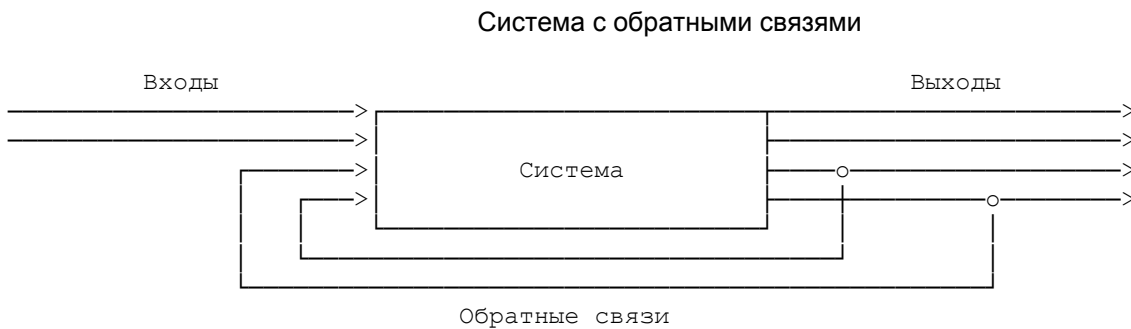 Система с обратными связями
Входы Выходы
Система
Обратные связи